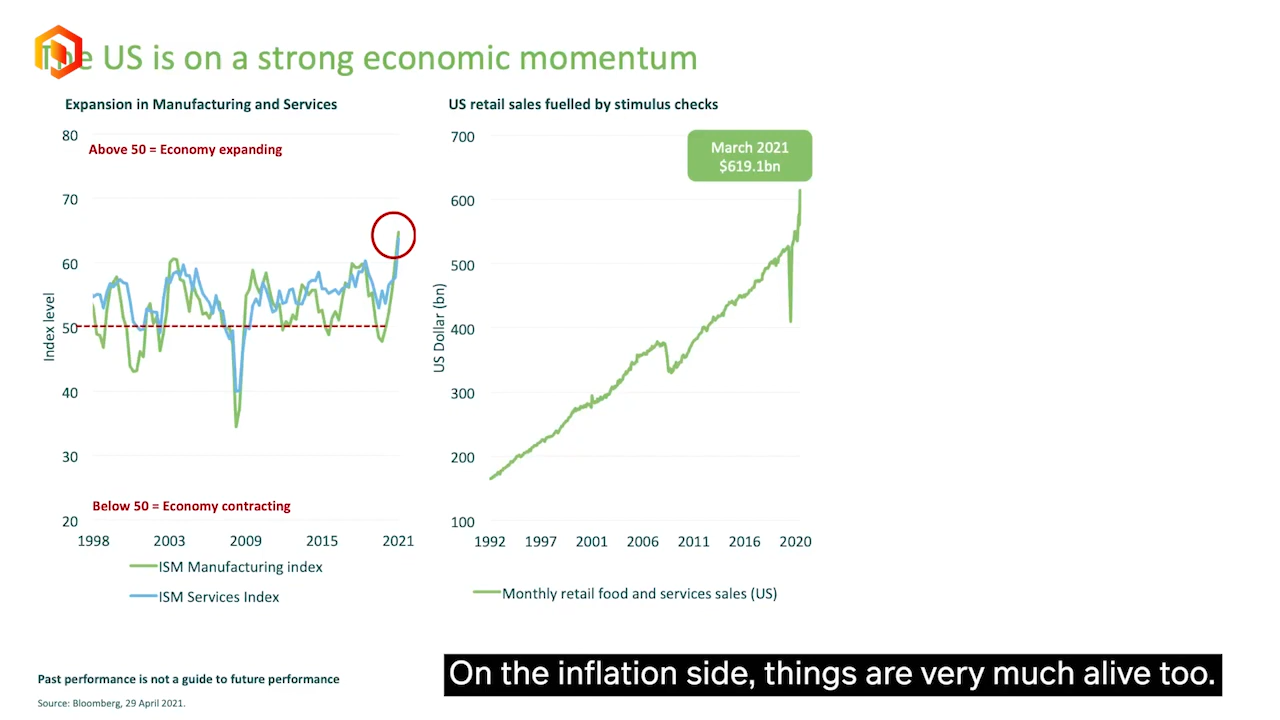 The US is on a strong economic momentum
Expansion in Manufacturing and Services
80
Above 50 = Economy expanding
70
60
50
40
30
Below 50 = Economy contracting
20
Index level
1998 2003 2009 2015 2021
ISM Manufacturing index
ISM Services Index
US retail sales fuelled by stimulus checks
700
March 2021
$619.1bn
600
500
400
300
200
100
US Dollar (bn)
1992 1997 2001 2006 2011 2016 2020
Monthly retail food and services sales (US)
On the inflation side, things are very much alive too.
Past performance is not a guide to future performance
Source: Bloomberg, 29 April 2021.